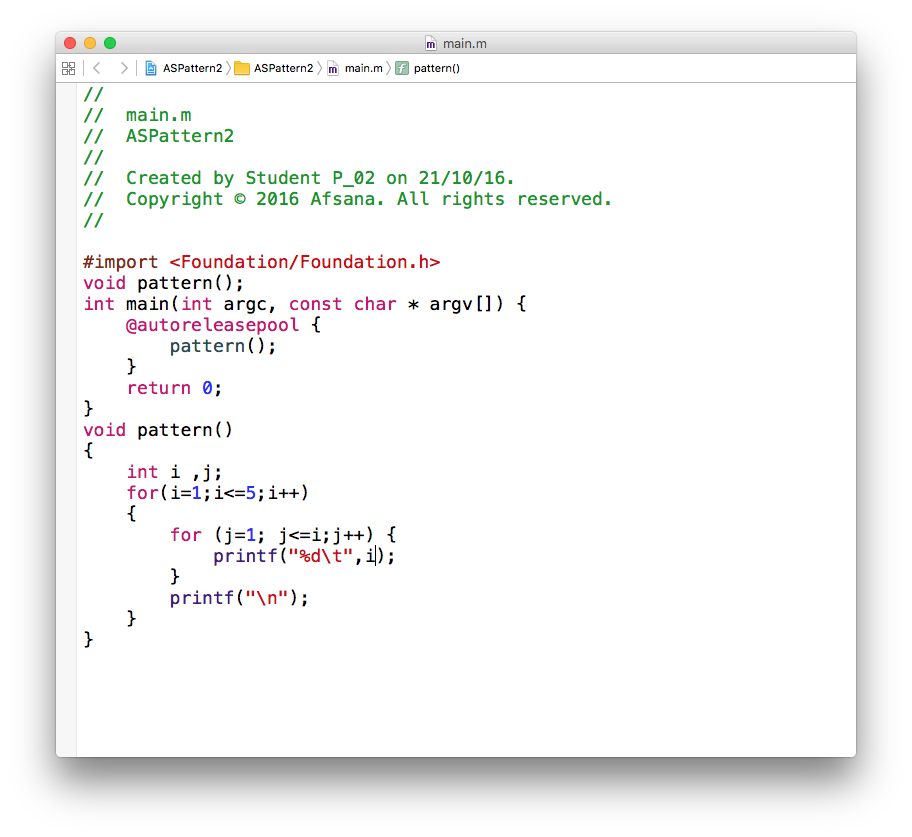 main.m
ASPattern2 ASPattern2 main.m pattern()
//
//  main.m
//  ASPattern2
//
//  Created by Student P_02 on 21/10/16.
//  Copyright © 2016 Afsana. All rights reserved.
//

#import <Foundation/Foundation.h>
void pattern();
int main(int argc, const char * argv[]) {
    @autoreleasepool {
        pattern();
    }
    return 0;
}
void pattern()
{
    int i ,j;
    for(i=1;i<=5;i++)
    {
        for (j=1; j<=i;j++) {
            printf("%d\t",i);
        }
        printf("\n");
    }
}